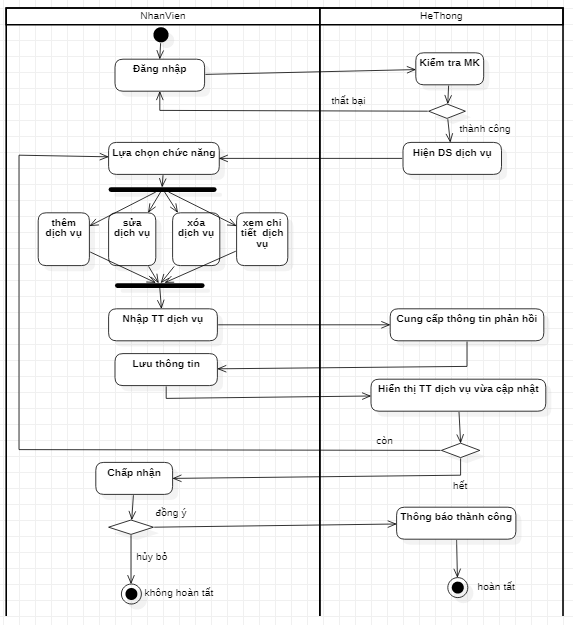 NhanVien
HeThong
Đăng nhập
Kiểm tra MK
thất bại
thành công
Lựa chọn chức năng
Hiện DS dịch vụ
thêm
dịch vụ
sửa
dịch vụ
xóa
dịch vụ
xem chi
tiết dịch
vụ
Nhập TT dịch vụ
Cung cấp thông tin phản hồi
Lưu thông tin
Hiển thị TT dịch vụ vừa cập nhật
còn
Chấp nhận
hết
đồng ý
Thông báo thành công
hủy bỏ
không hoàn tất
hoàn tất